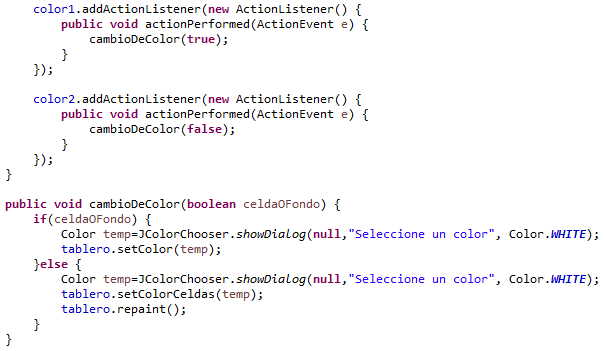 color1.addActionListener(new ActionListener() {
public void actionPerformed(ActionEvent e) {
cambioDeColor(true);
}
});
color2.addActionListener(new ActionListener() {
public void actionPerformed(ActionEvent e) {
cambioDeColor(false);
}
});
}
public void cambioDeColor(boolean celdaOFondo) {
if(celdaOFondo) {
Color temp=JColorChooser.showDialog(null,"Seleccione un color", Color.WHITE);
tablero.setColor(temp);
}else {
Color temp=JColorChooser.showDialog(null,"Seleccione un color", Color.WHITE);
tablero.setColorCeldas(temp);
tablero.repaint();
}
}